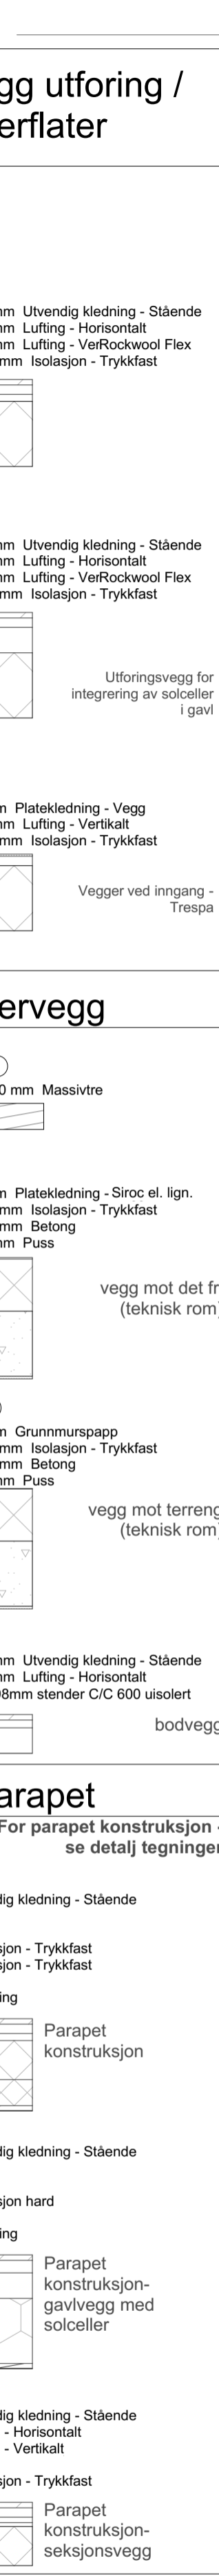 gg utforing /
erflater
mm Utvendig kledning - Stående
mm Lufting - Horisontalt
mm Lufting - VerRockwool Flex
mm Isolasjon - Trykkfast
mm Utvendig kledning - Stående
mm Lufting - Horisontalt
mm Lufting - VerRockwool Flex
mm Isolasjon - Trykkfast
Utforingsvegg for
integrering av solceller
i gavl
m Platekledning - Vegg
mm Lufting - Vertikalt
mm Isolasjon - Trykkfast
Vegger ved inngang -
Trespa
ervegg
0 mm Massivtre
m Platekledning - Siroc el. lign.
mm Isolasjon - Trykkfast
mm Betong
mm Puss
vegg mot det fr
(teknisk rom)
m Grunnmurspapp
mm Isolasjon - Trykkfast
mm Betong
mm Puss
vegg mot terreng
(teknisk rom)
mm Utvendig kledning - Stående
mm Lufting - Horisontalt
98mm stender C/C 600 uisolert
bodvegg
arapet
For parapet konstruksjon -
se detalj tegninger
dig kledning - Stående
sjon - Trykkfast
sjon - Trykkfast
ing
Parapet
konstruksjon
dig kledning - Stående
sjon hard
ing
Parapet
konstruksjon-
gavlvegg med
solceller
dig kledning - Stående
- Horisontalt
- Vertikalt
sjon - Trykkfast
Parapet
konstruksjon-
seksjonsvegg